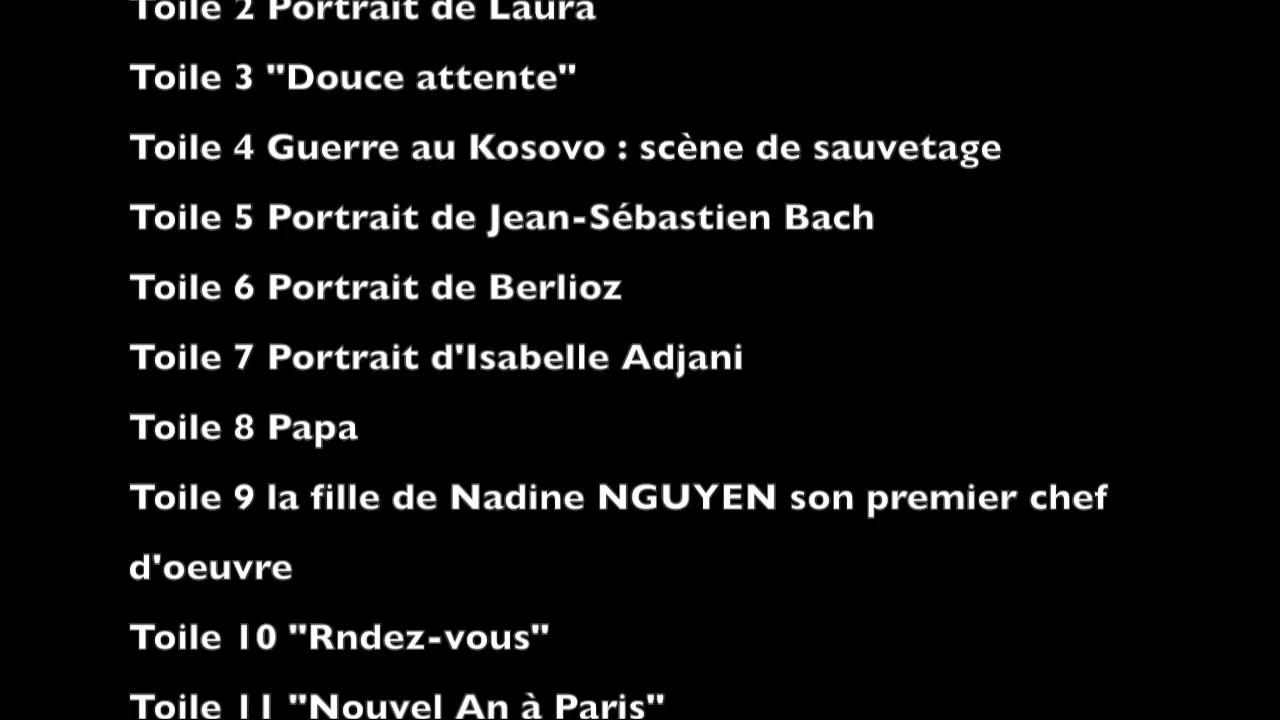 Toile 2 Portrait de Laura
Toile 3 "Douce attente"
Toile 4 Guerre au Kosovo : scène de sauvetage
Toile 5 Portrait de Jean-Sébastien Bach
Toile 6 Portrait de Berlioz
Toile 7 Portrait d'Isabelle Adjani
Toile 8 Papa
Toile 9 la fille de Nadine NGUYEN son premier chef
d'oeuvre
Toile 10 "Rndez-vous"
Toile 11 "Nouvel An à Paris"